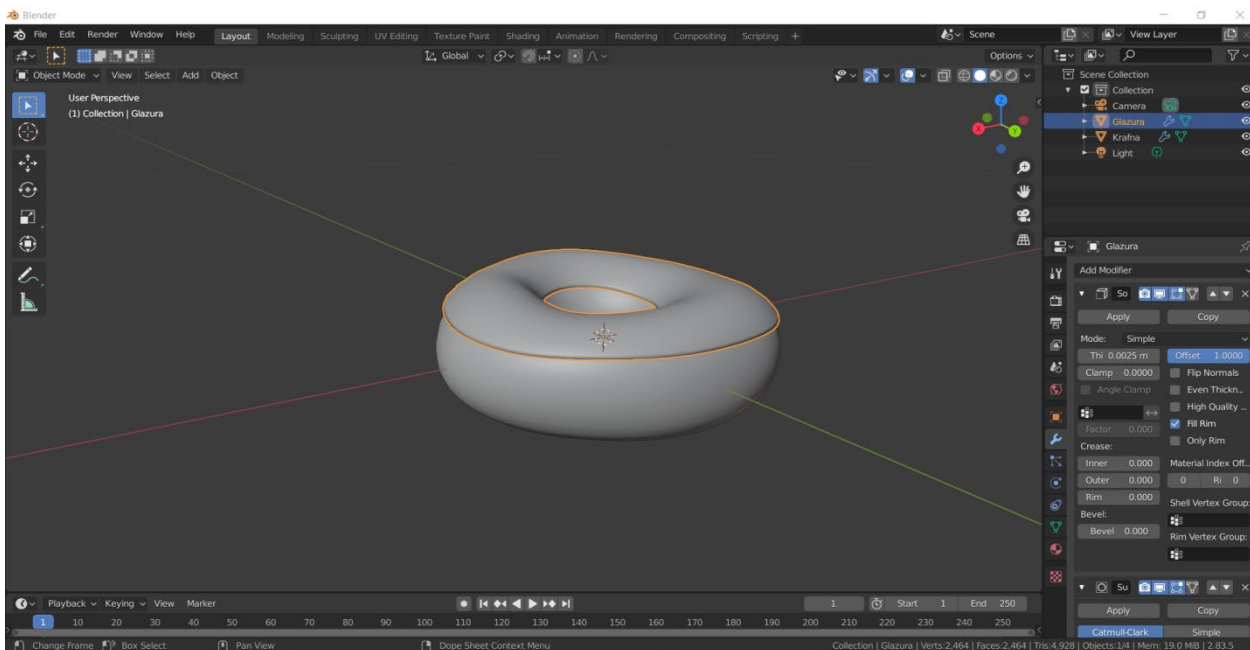 Blender
File Edit Render Window Help Layout Modeling Sculpting UV Editing Texture Paint Shading Animation Rendering Compositing Scripting + Scene View Layer
Global Options
Object Mode View Select Add Object
User Perspective
(1) Collection | Glazura
X
Y
Z
Scene Collection
Collection
Camera
Glazura
Krafna
Light
Glazura
Add Modifier
So
Apply Copy
Mode: Simple
Thi 0.0025 m Offset 1.0000
Clamp 0.0000 Flip Normals
Angle Clamp Even Thickn...
High Quality ...
Factor 0.000 Fill Rim
Crease: Only Rim
Inner 0.000 Material Index Off...
Outer 0.000 0 Ri 0
Rim 0.000 Shell Vertex Group:
Bevel:
Bevel 0.000 Rim Vertex Group:
Su
Apply Copy
Catmull-Clark Simple
Playback Keying View Marker 1 Start 1 End 250
1 10 20 30 40 50 60 70 80 90 100 110 120 130 140 150 160 170 180 190 200 210 220 230 240 250
Change Frame Box Select Pan View Dope Sheet Context Menu Collection | Glazura | Verts:2,464 | Faces:2,464 | Tris:4,928 | Objects:1/4 | Mem: 19.0 MiB | 2.83.5